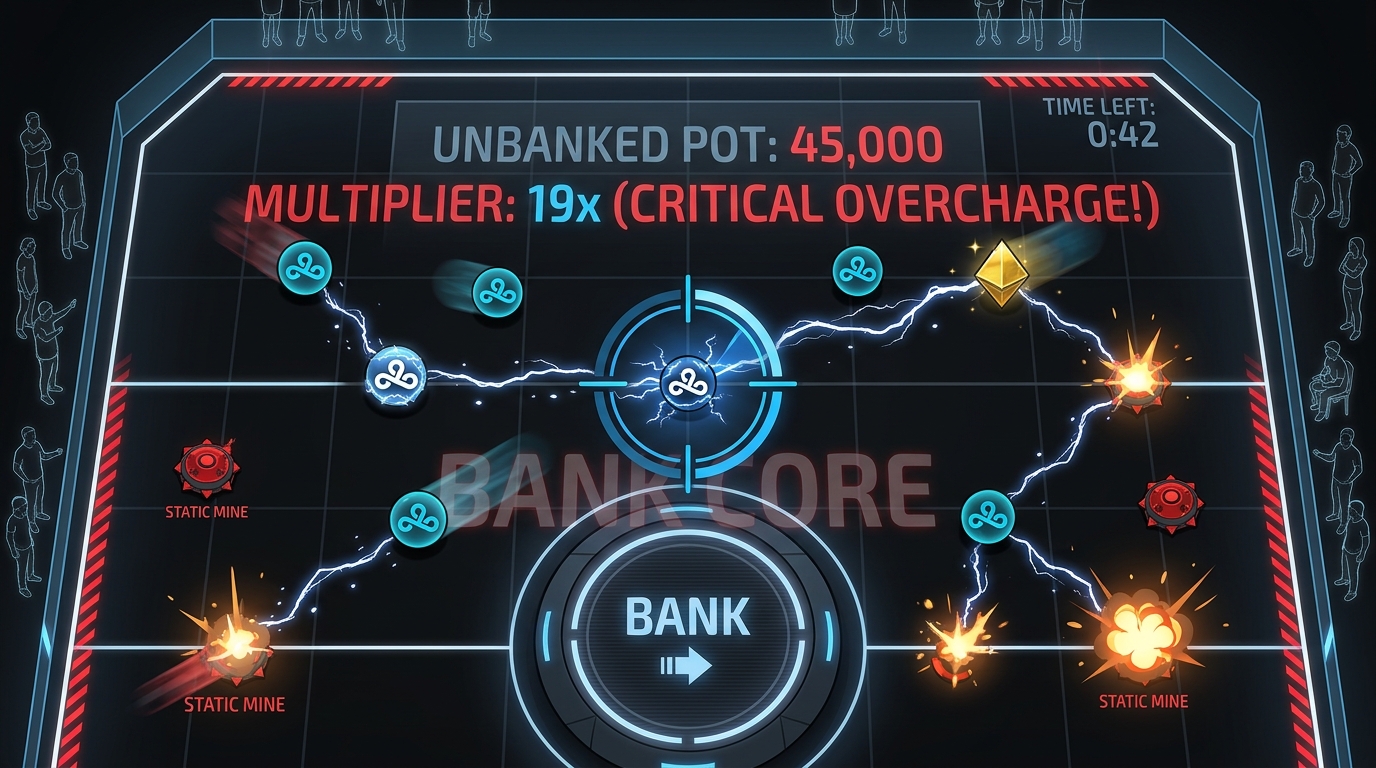 TIME LEFT:
0:42
UNBANKED POT: 45,000
MULTIPLIER: 19x (CRITICAL OVERCHARGE!)
BANK CORE
STATIC MINE
BANK
STATIC MINE
STATIC MINE